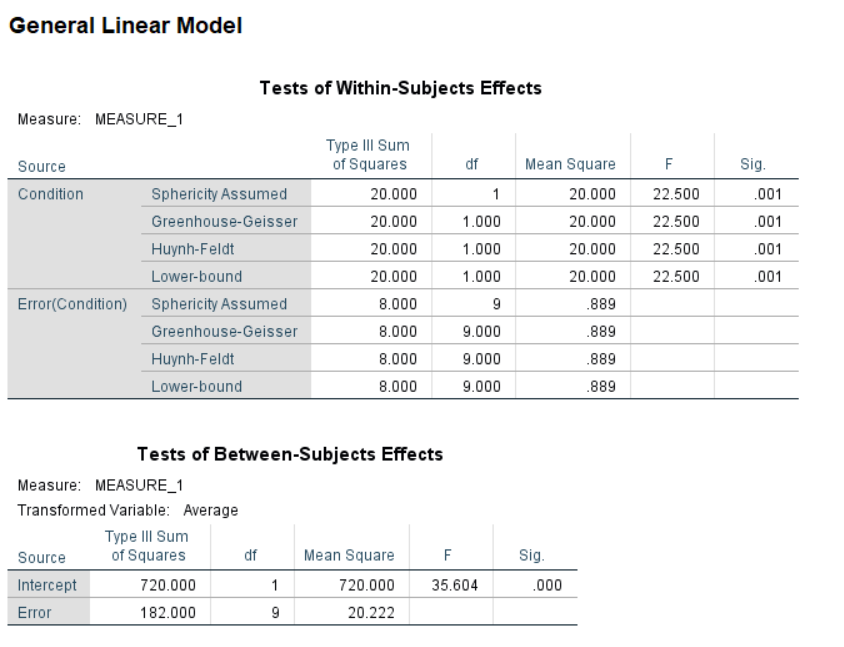 General Linear Model
Tests of Within-Subjects Effects
Measure: MEASURE_1
Source Type III Sum of Squares df Mean Square F Sig.
Condition Sphericity Assumed 20.000 1 20.000 22.500 .001
Greenhouse-Geisser 20.000 1.000 20.000 22.500 .001
Huynh-Feldt 20.000 1.000 20.000 22.500 .001
Lower-bound 20.000 1.000 20.000 22.500 .001
Error(Condition) Sphericity Assumed 8.000 9 .889
Greenhouse-Geisser 8.000 9.000 .889
Huynh-Feldt 8.000 9.000 .889
Lower-bound 8.000 9.000 .889
Tests of Between-Subjects Effects
Measure: MEASURE_1
Transformed Variable: Average
Source Type III Sum of Squares df Mean Square F Sig.
Intercept 720.000 1 720.000 35.604 .000
Error 182.000 9 20.222